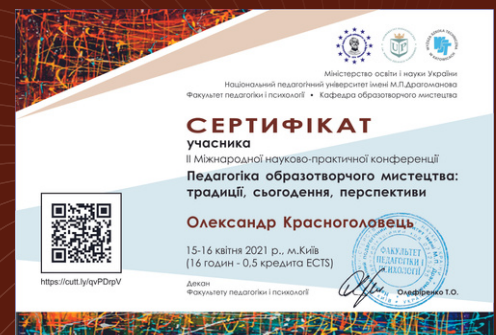 Міністерство освіти і науки України
Національний педагогічний університет імені М.П.Драгоманова
Факультет педагогіки і психології • Кафедра образотворчого мистецтва
СЕРТИФІКАТ
учасника
ІІ Міжнародної науково-практичної конференції
Педагогіка образотворчого мистецтва:
традиції, сьогодення, перспективи
Олександр Красноголовець
15-16 квітня 2021 р., м.Київ
(16 годин - 0,5 кредита ECTS)
https://cutt.ly/qvPDrpV
Декан
Факультету педагогіки і психології
Олефіренко Т.О.
ФАКУЛЬТЕТ
ПЕДАГОГІКИ І
ПСИХОЛОГІЇ